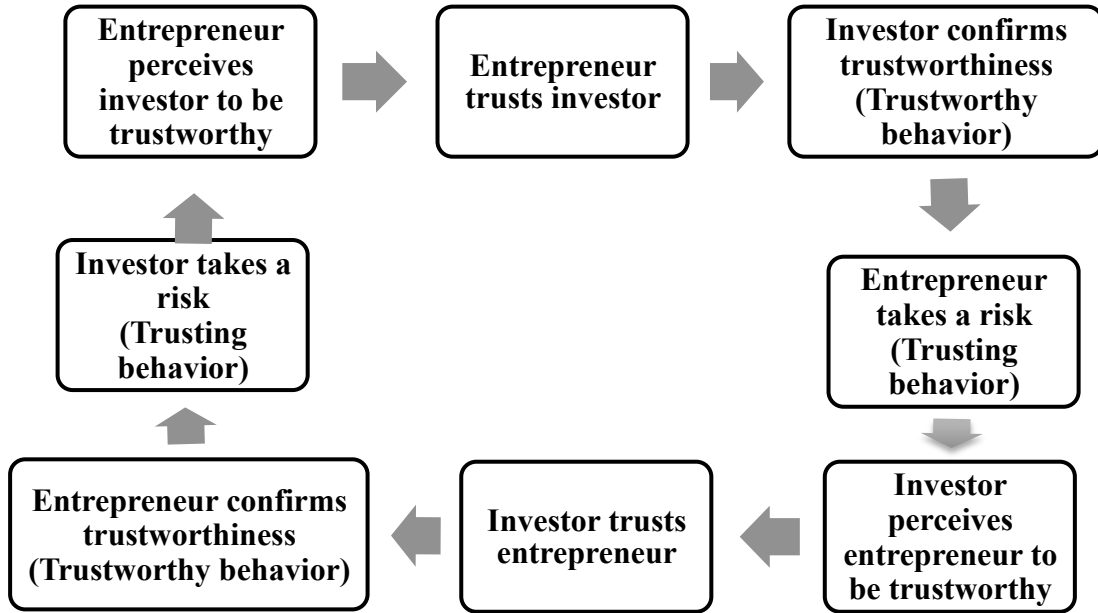 Entrepreneur
perceives
investor to be
trustworthy
Entrepreneur
trusts investor
Investor confirms
trustworthiness
(Trustworthy
behavior)
Investor takes a
risk
(Trusting
behavior)
Entrepreneur
takes a risk
(Trusting
behavior)
Entrepreneur confirms
trustworthiness
(Trustworthy behavior)
Investor trusts
entrepreneur
Investor
perceives
entrepreneur to
be trustworthy